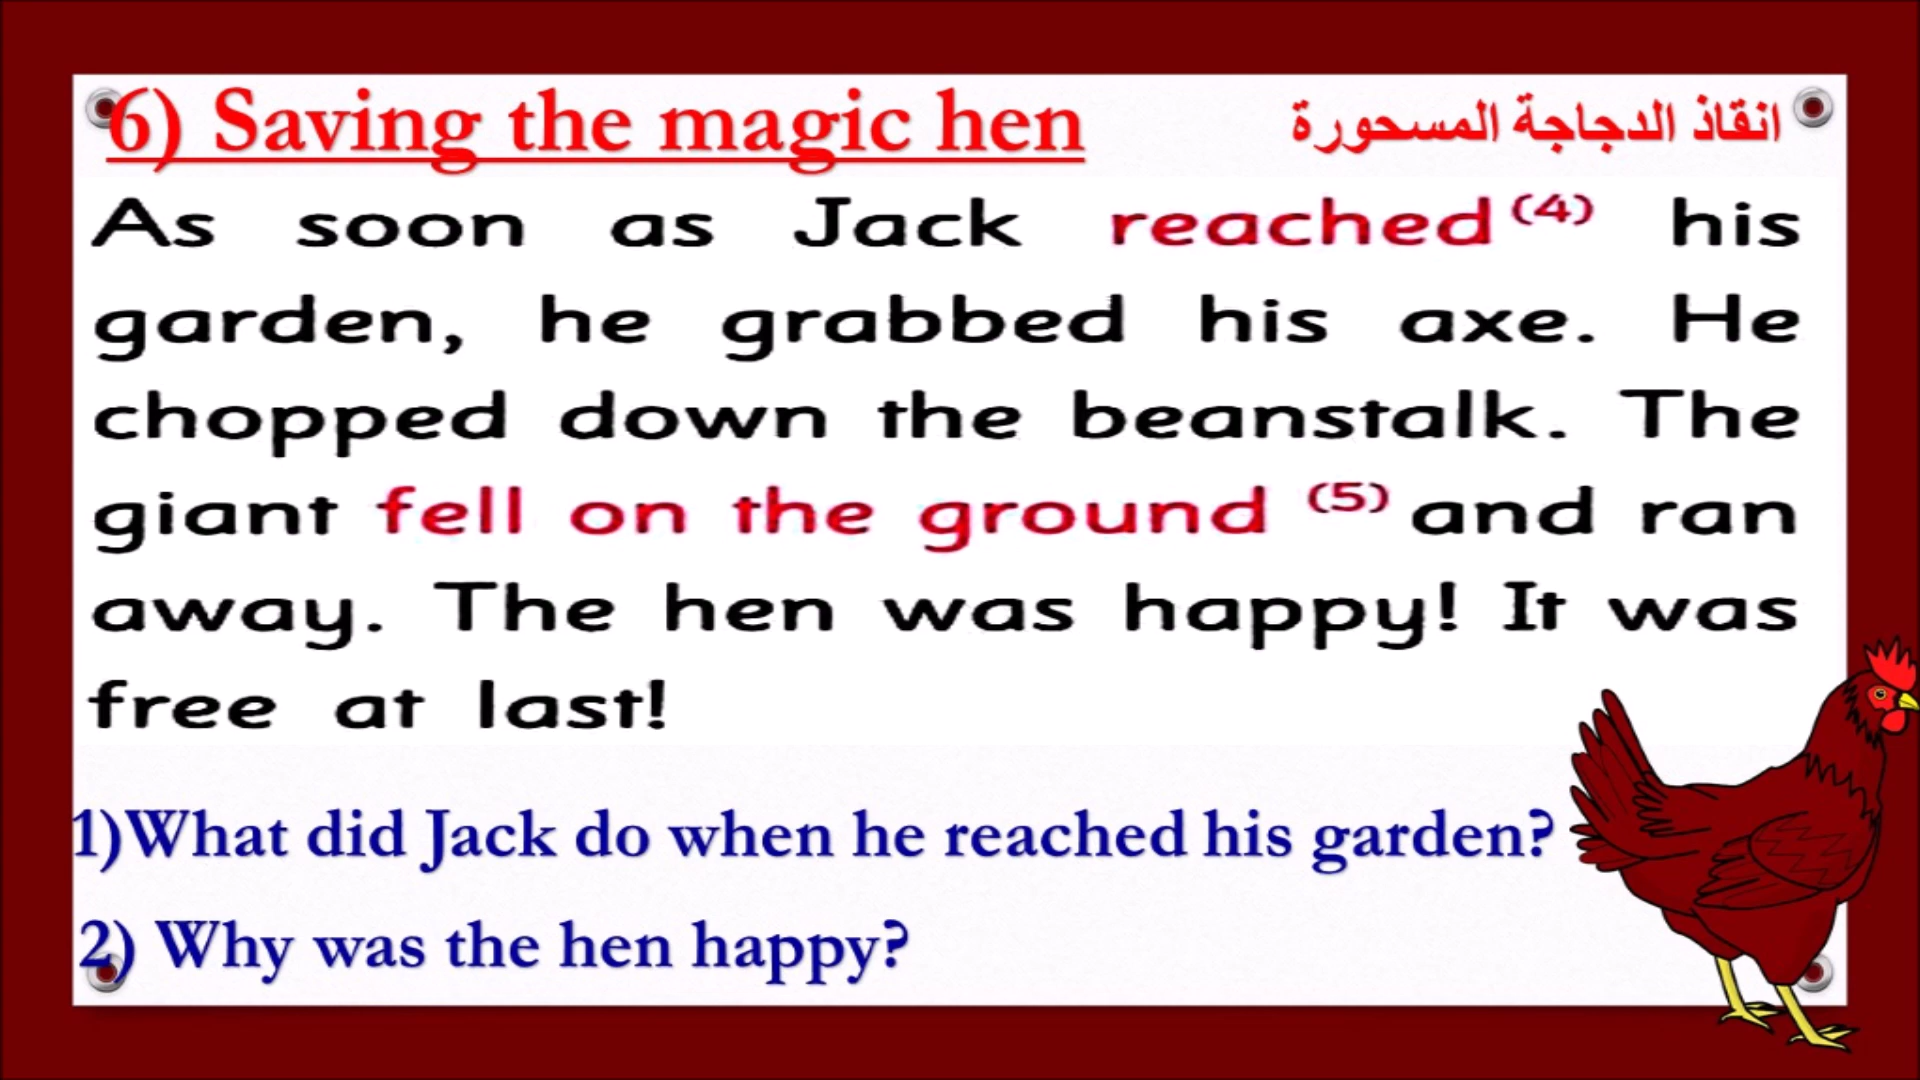 6) Saving the magic hen
انقاذ الدجاجة المسحورة
As soon as Jack reached (4) his
garden, he grabbed his axe. He
chopped down the beanstalk. The
giant fell on the ground (5) and ran
away. The hen was happy! It was
free at last!
1)What did Jack do when he reached his garden?
2) Why was the hen happy?